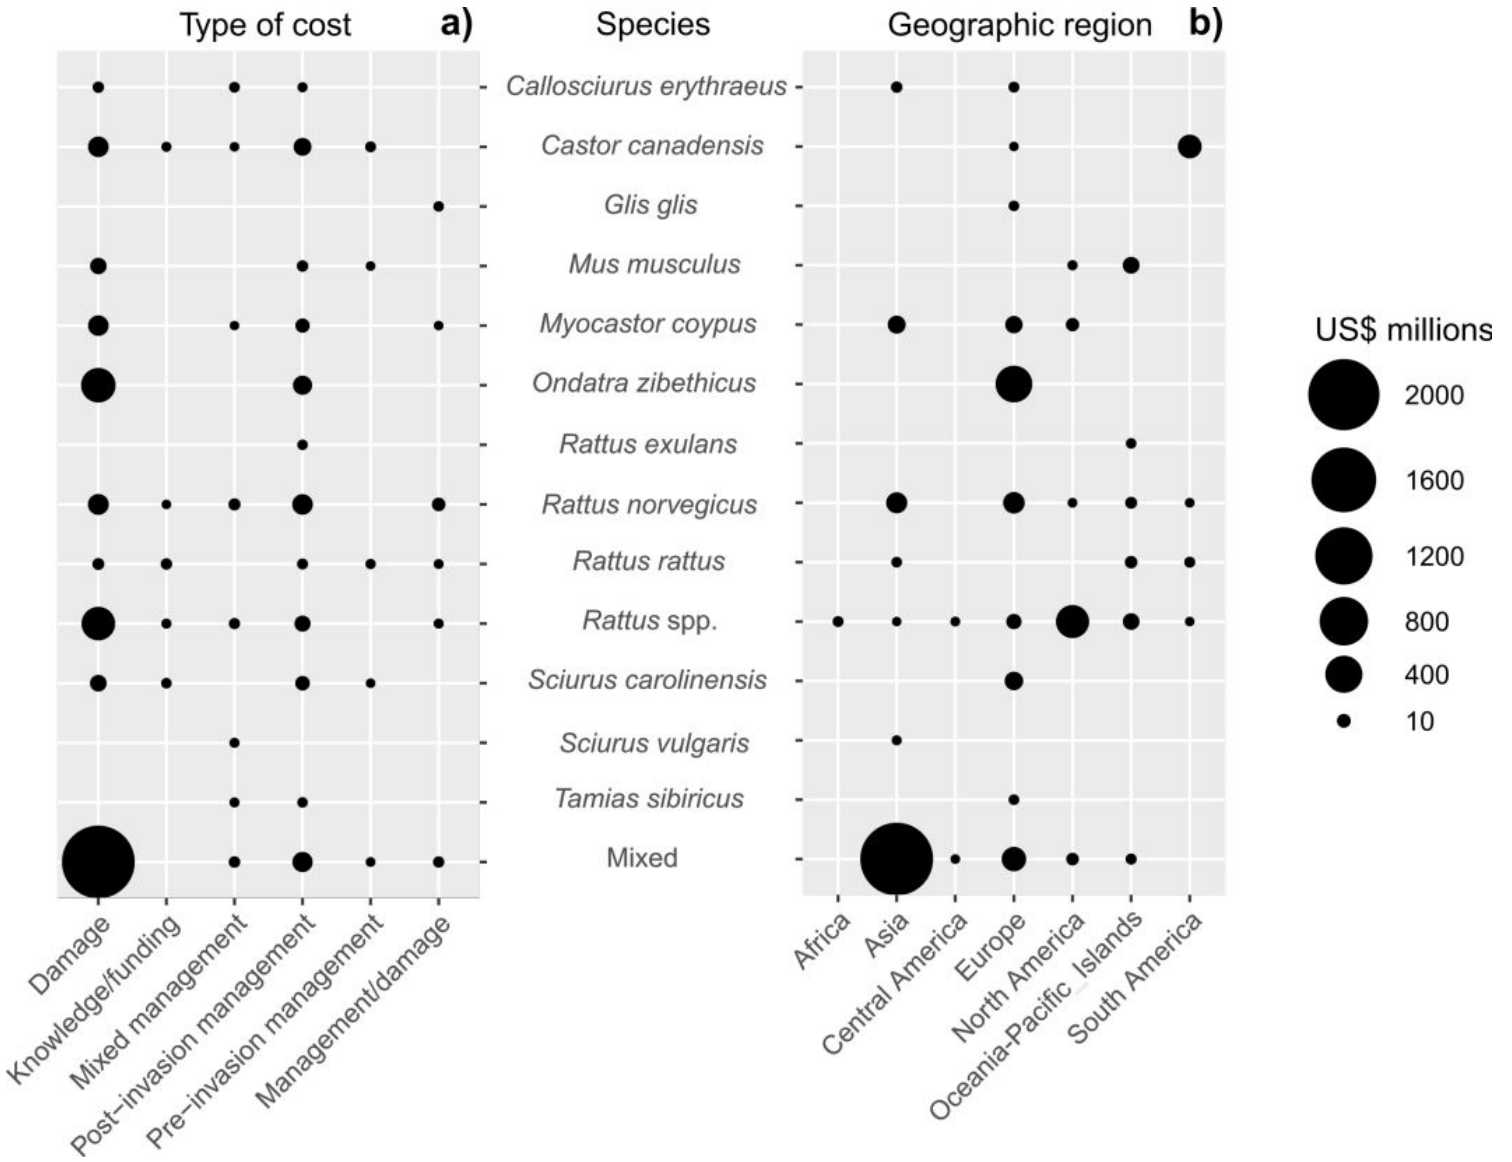 Type of cost
a)
Species
Geographic region
b)
Callosciurus erythraeus
Castor canadensis
Glis glis
Mus musculus
Myocastor coypus
Ondatra zibethicus
Rattus exulans
Rattus norvegicus
Rattus rattus
Rattus spp.
Sciurus carolinensis
Sciurus vulgaris
Tamias sibiricus
Mixed
US$ millions
2000
1600
1200
800
400
10
Damage
Knowledge/funding
Mixed management
Post−invasion management
Pre−invasion management
Management/damage
Africa
Asia
Central America
Europe
North America
Oceania-Pacific_Islands
South America